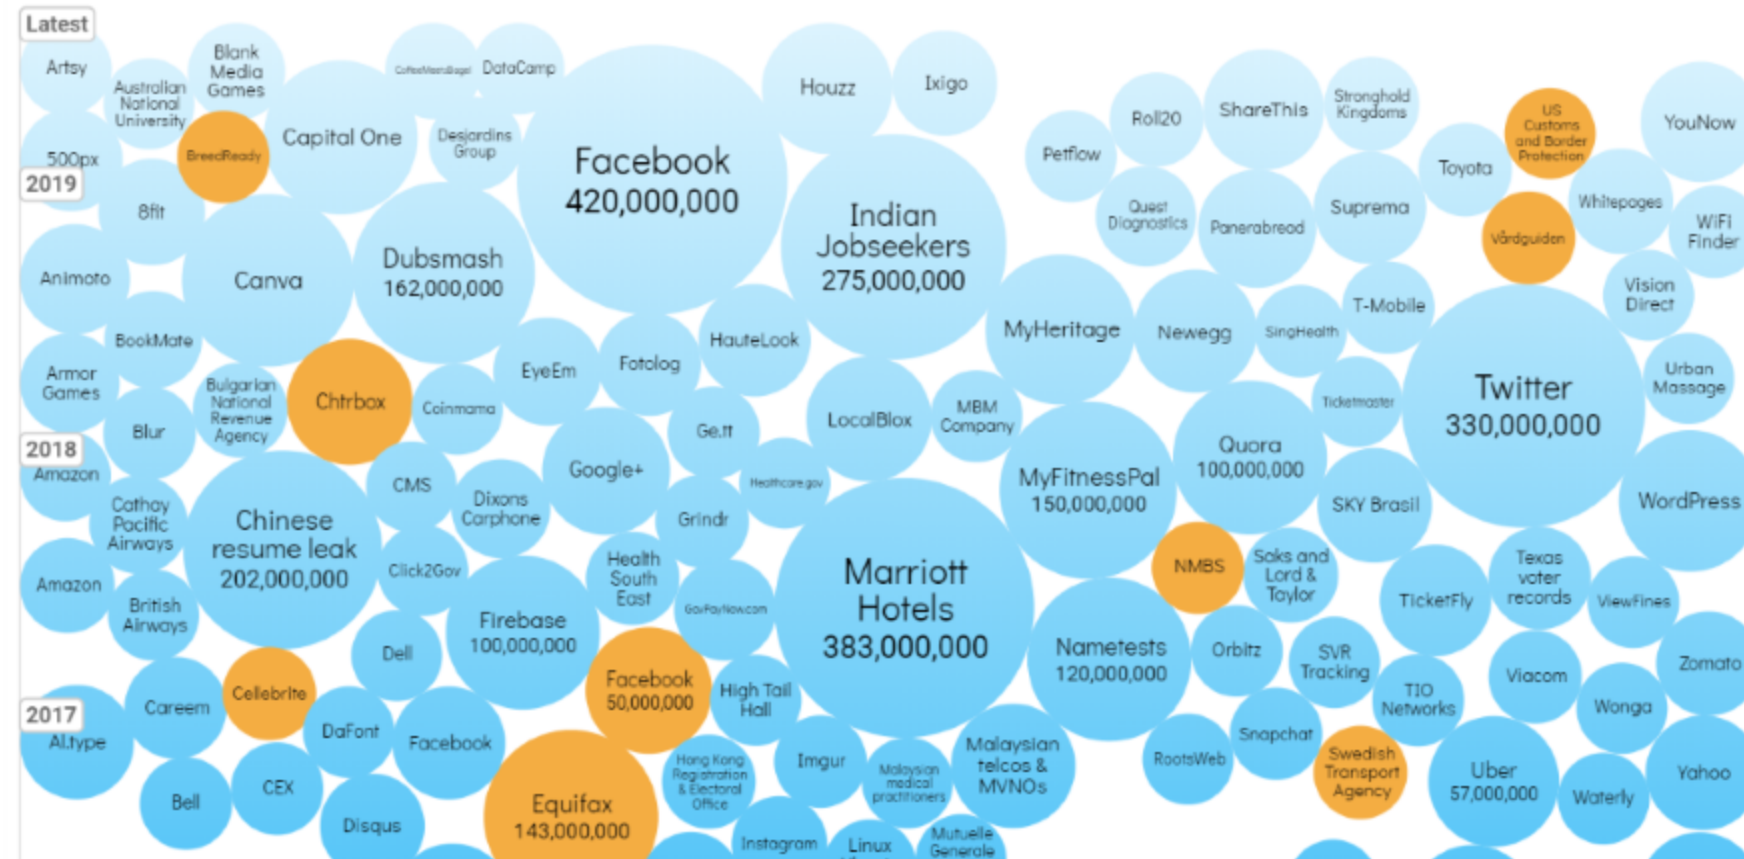 Latest
Artsy
Australian
National
University
Blank
Media
Games
CoffeeMeetsBagel
DataCamp
Houzz
Ixigo
500px
BreedReady
Capital One
Desjardins
Group
Facebook
420,000,000
Petflow
Roll20
ShareThis
Stronghold
Kingdoms
US
Customs
and Border
Protection
YouNow
Toyota
2019
8fit
Indian
Jobseekers
275,000,000
Quest
Diagnostics
Panerabread
Suprema
Vårdguiden
Whitepages
WiFi
Finder
Animoto
Canva
Dubsmash
162,000,000
MyHeritage
Newegg
SingHealth
T-Mobile
Vision
Direct
BookMate
EyeEm
Fotolog
HauteLook
Armor
Games
Bulgarian
National
Revenue
Agency
Chtrbox
Coinmama
LocalBlox
MBM
Company
Ticketmaster
Twitter
330,000,000
Urban
Massage
Blur
Ge.tt
2018
Amazon
Google+
Quora
100,000,000
Cathay
Pacific
Airways
Chinese
resume leak
202,000,000
CMS
Dixons
Carphone
Healthcare.gov
Grindr
MyFitnessPal
150,000,000
SKY Brasil
WordPress
Amazon
British
Airways
Click2Gov
Health
South
East
Marriott
Hotels
383,000,000
NMBS
Saks and
Lord &
Taylor
TicketFly
Texas
voter
records
ViewFines
Firebase
100,000,000
GovPayNow.com
Dell
Nametests
120,000,000
Orbitz
SVR
Tracking
Viacom
Zomato
Careem
Cellebrite
Facebook
50,000,000
High Tail
Hall
TIO
Networks
Wonga
2017
AI.type
DaFont
Facebook
Hong Kong
Registration
& Electoral
Office
Imgur
Malaysian
medical
practitioners
Malaysian
telcos &
MVNOs
RootsWeb
Snapchat
Swedish
Transport
Agency
Uber
57,000,000
Waterly
Yahoo
Bell
CEX
Disqus
Equifax
143,000,000
Instagram
Linux
Mutuelle
Generale